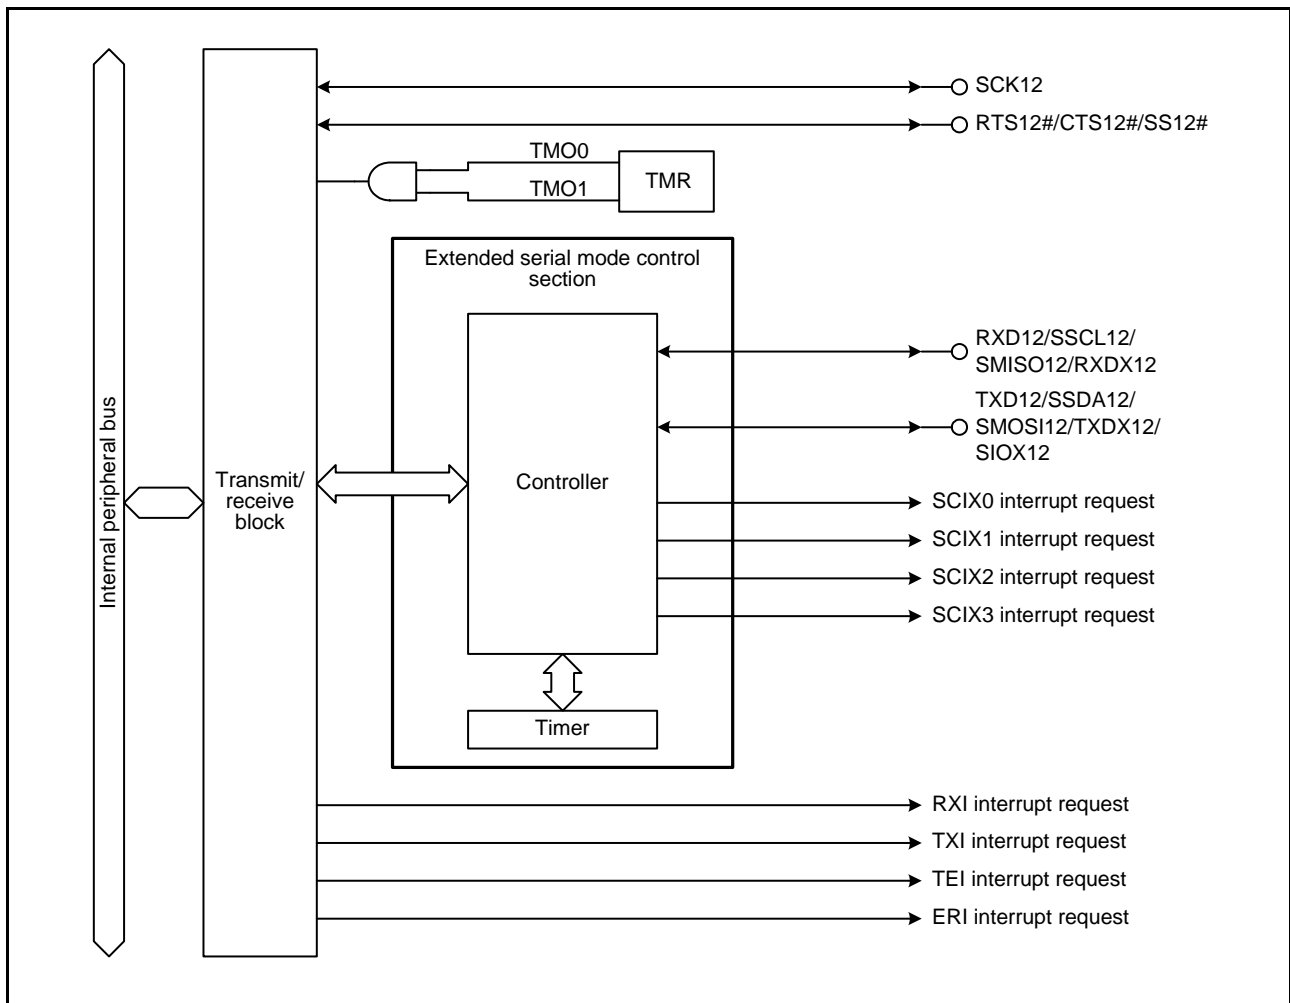 SCK12
RTS12#/CTS12#/SS12#
TMO0
TMO1
TMR
Extended serial mode control
section
RXD12/SSCL12/
SMISO12/RXDX12
TXD12/SSDA12/
SMOSI12/TXDX12/
SIOX12
Internal peripheral bus
Transmit/
receive
block
Controller
SCIX0 interrupt request
SCIX1 interrupt request
SCIX2 interrupt request
SCIX3 interrupt request
Timer
RXI interrupt request
TXI interrupt request
TEI interrupt request
ERI interrupt request